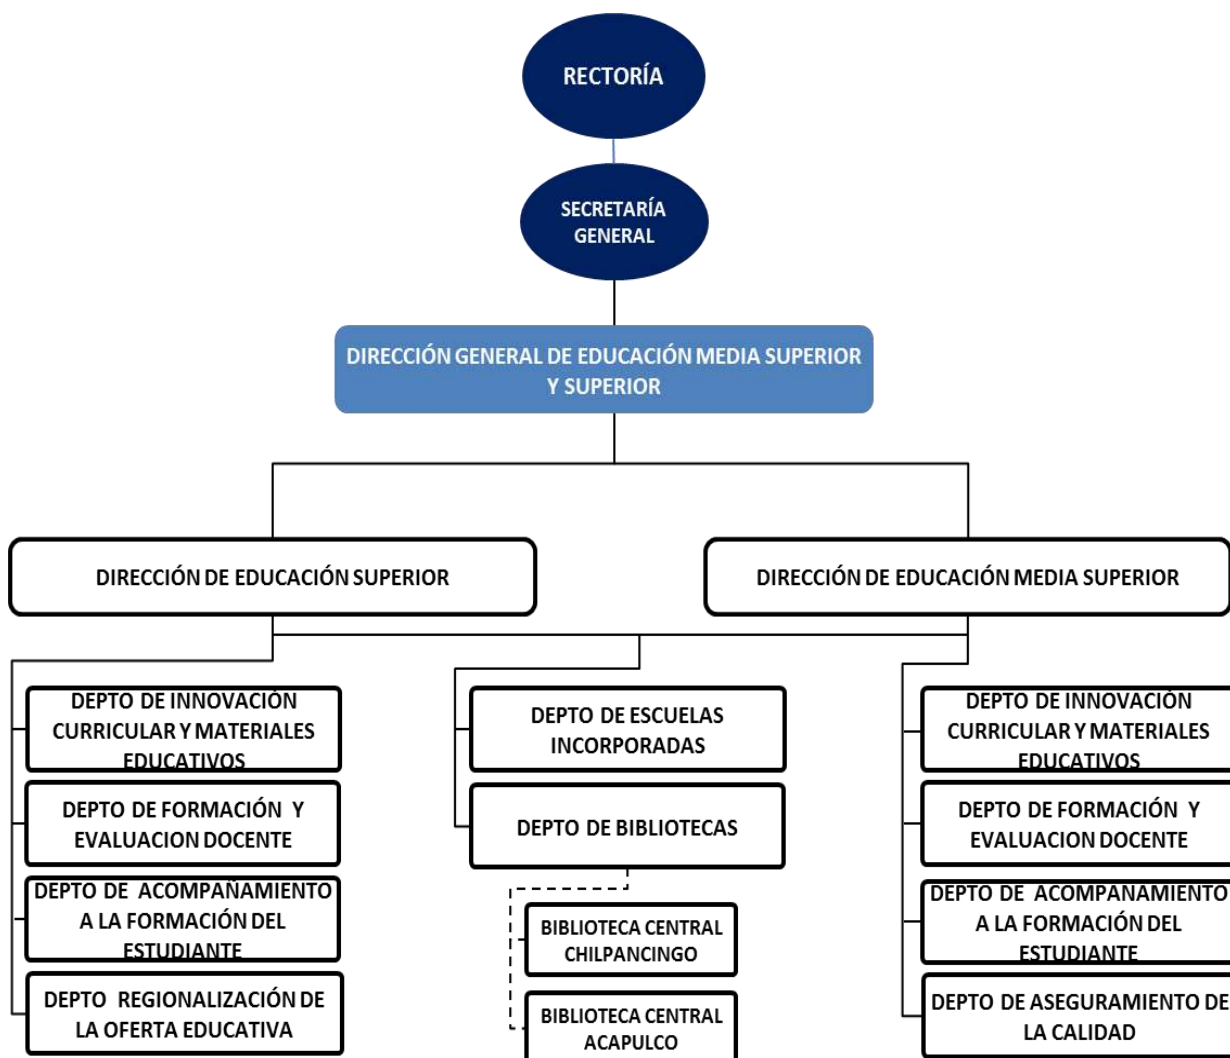 RECTORÍA
SECRETARÍA
GENERAL
DIRECCIÓN GENERAL DE EDUCACIÓN MEDIA SUPERIOR
Y SUPERIOR
DIRECCIÓN DE EDUCACIÓN SUPERIOR
DIRECCIÓN DE EDUCACIÓN MEDIA SUPERIOR
DEPTO DE INNOVACIÓN
CURRICULAR Y MATERIALES
EDUCATIVOS
DEPTO DE FORMACIÓN Y
EVALUACION DOCENTE
DEPTO DE ACOMPAÑAMIENTO
A LA FORMACIÓN DEL
ESTUDIANTE
DEPTO REGIONALIZACIÓN DE
LA OFERTA EDUCATIVA
DEPTO DE ESCUELAS
INCORPORADAS
DEPTO DE BIBLIOTECAS
BIBLIOTECA CENTRAL
CHILPANCINGO
BIBLIOTECA CENTRAL
ACAPULCO
DEPTO DE INNOVACIÓN
CURRICULAR Y MATERIALES
EDUCATIVOS
DEPTO DE FORMACIÓN Y
EVALUACION DOCENTE
DEPTO DE ACOMPAÑAMIENTO
A LA FORMACIÓN DEL
ESTUDIANTE
DEPTO DE ASEGURAMIENTO DE
LA CALIDAD